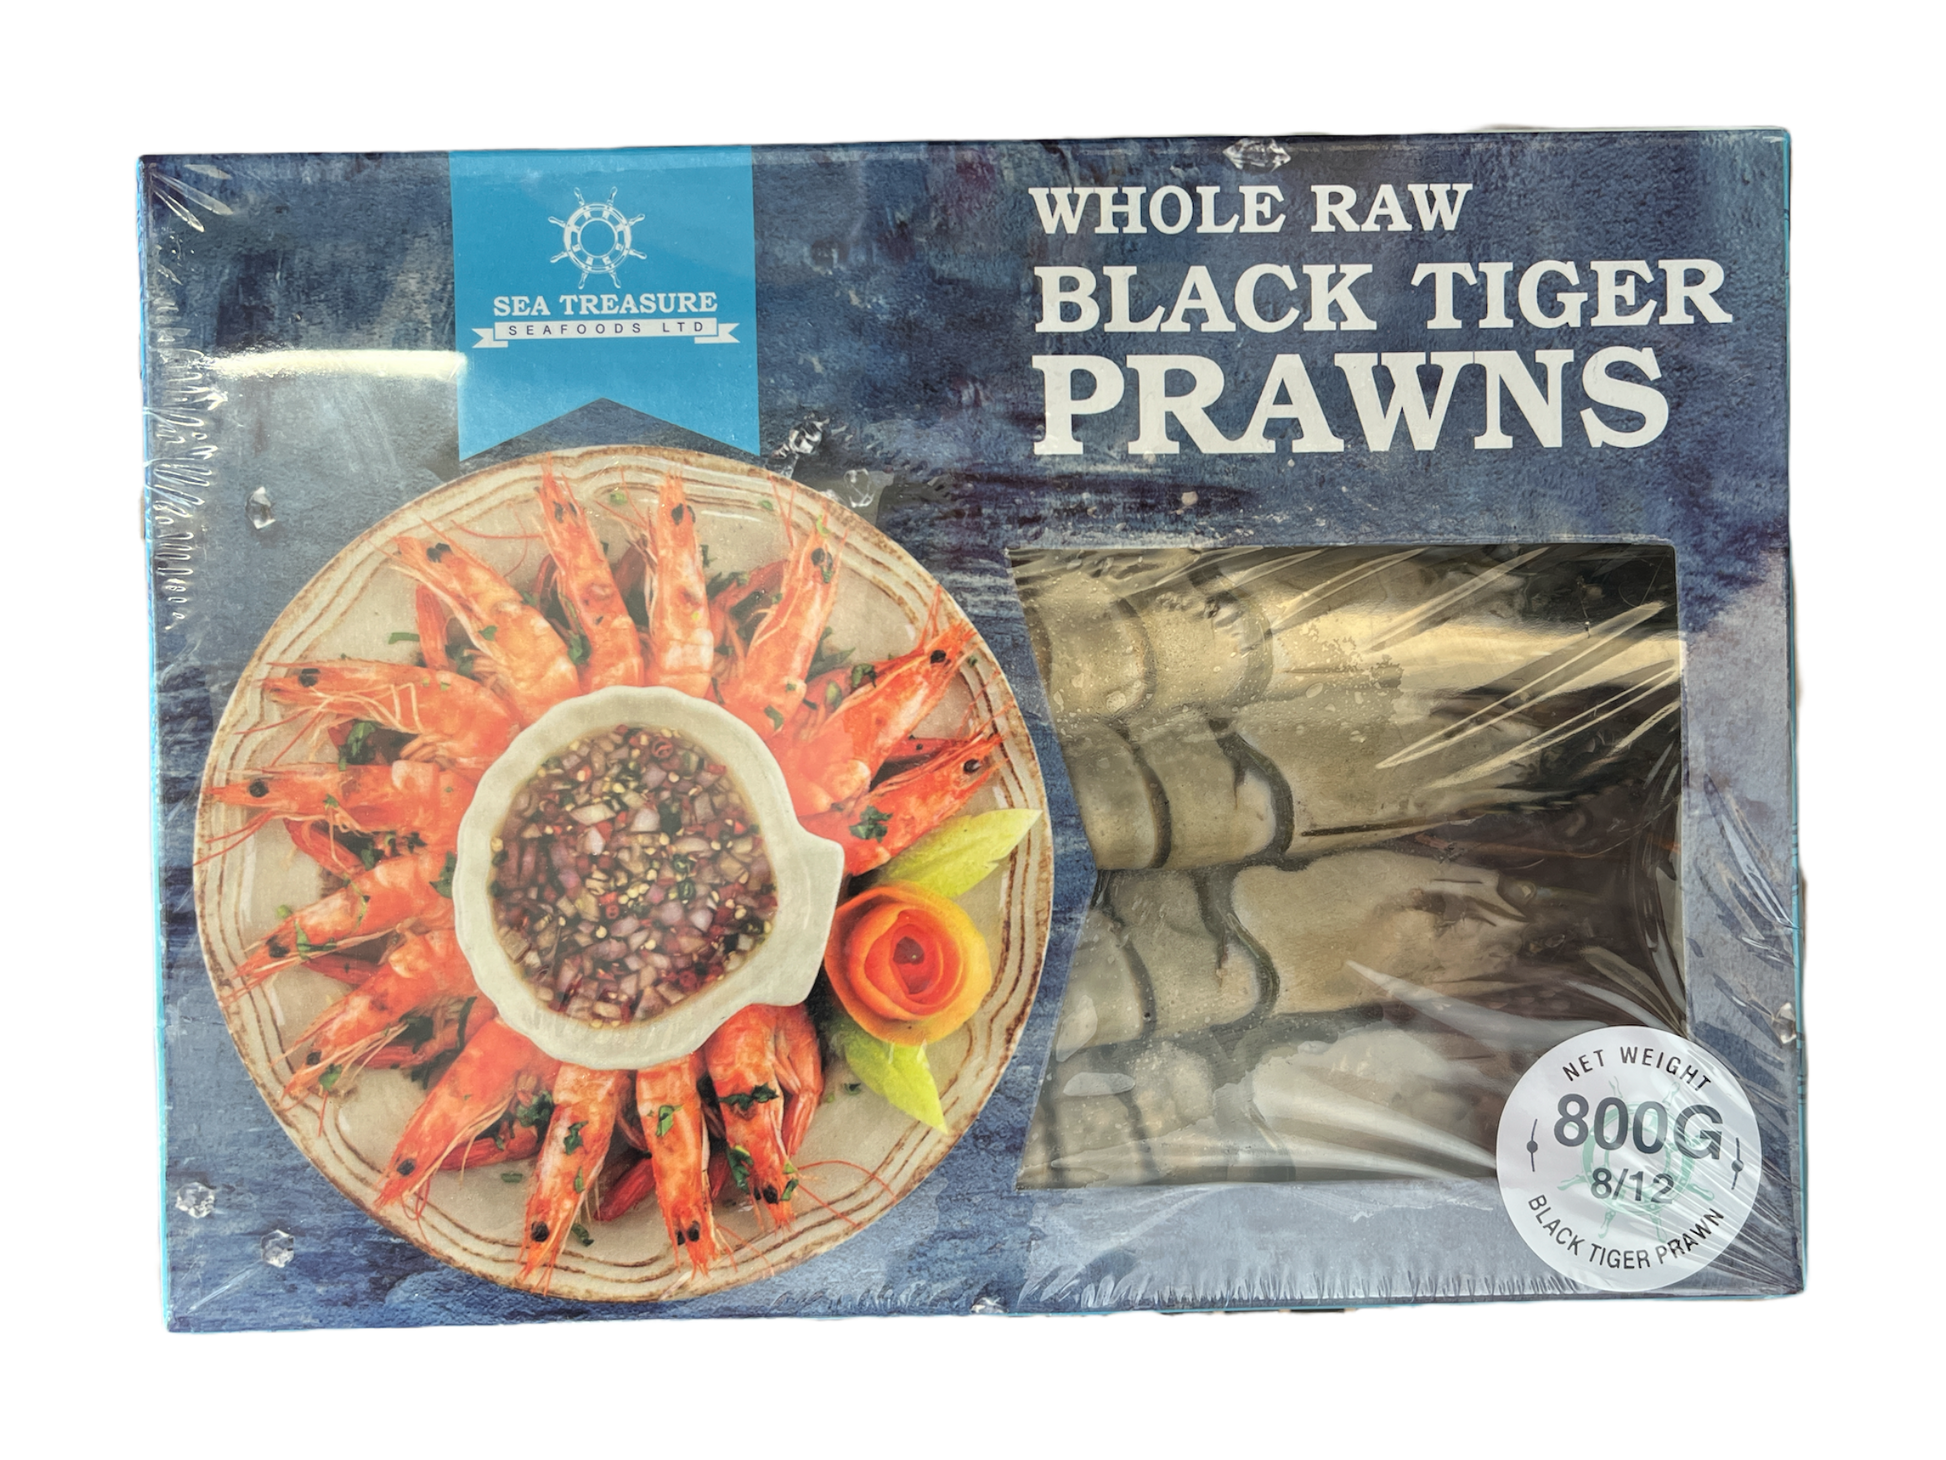 SEA TREASURE
SEAFOODS LTD
WHOLE RAW
BLACK TIGER
PRAWNS
NET WEIGHT
800G
8/12
BLACK TIGER PRAWN